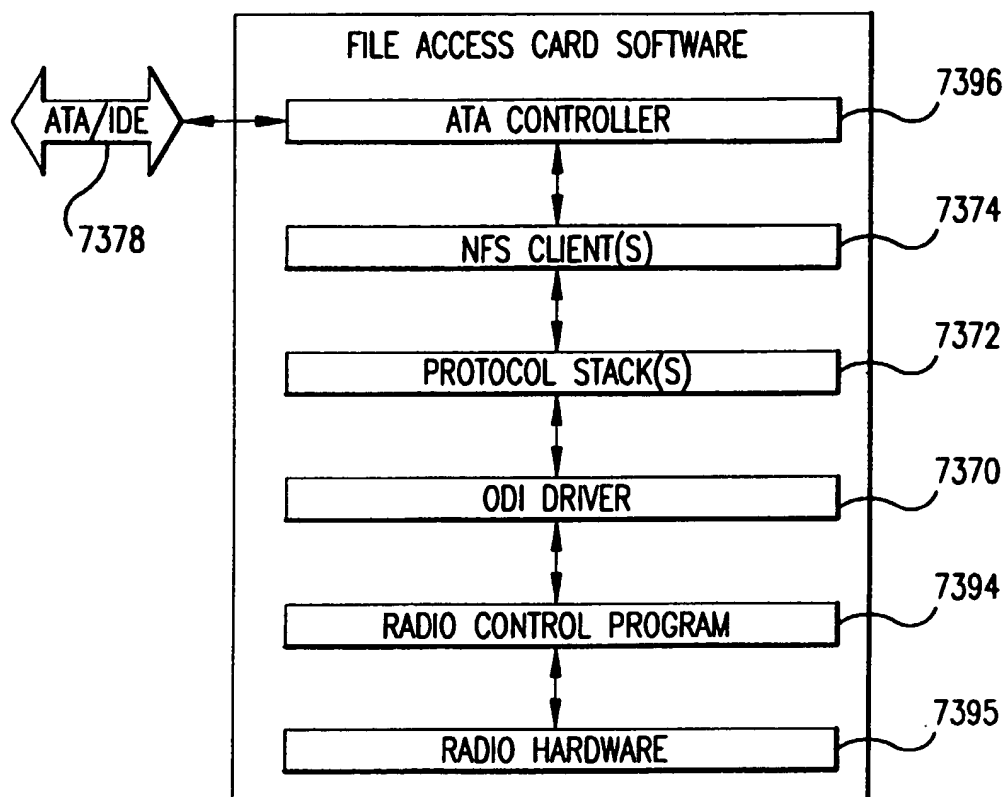 FILE ACCESS CARD SOFTWARE
7396
ATA/IDE
ATA CONTROLLER
7378
7374
NFS CLIENT(S)
7372
PROTOCOL STACK(S)
7370
ODI DRIVER
7394
RADIO CONTROL PROGRAM
7395
RADIO HARDWARE